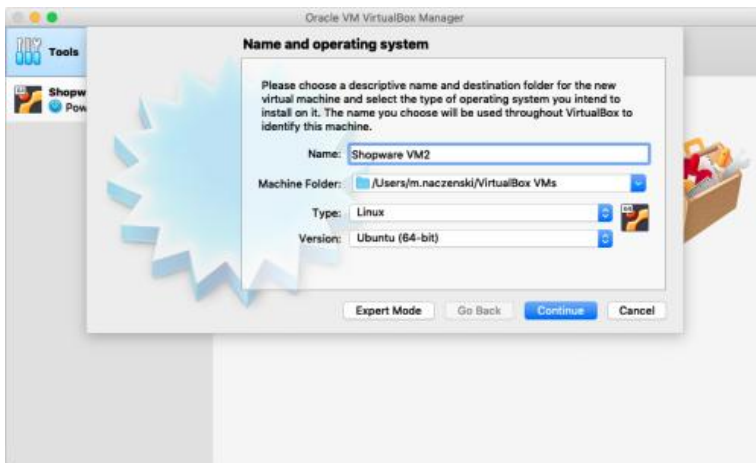 Oracle VM VirtualBox Manager
Tools
Shopw
Pow
Name and operating system
Please choose a descriptive name and destination folder for the new
virtual machine and select the type of operating system you intend to
install on it. The name you choose will be used throughout VirtualBox to
identify this machine.
Name: Shopware VM2
Machine Folder: /Users/m.naczenski/VirtualBox VMs
Type: Linux
Version: Ubuntu (64-bit)
Expert Mode Go Back Continue Cancel